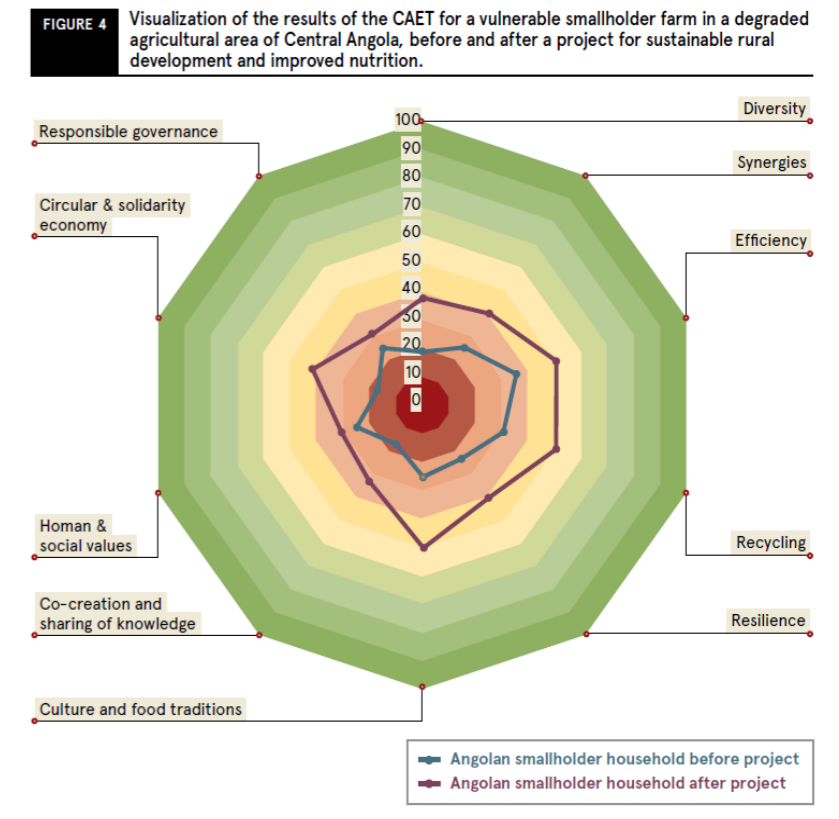 FIGURE 4
Visualization of the results of the CAET for a vulnerable smallholder farm in a degraded
agricultural area of Central Angola, before and after a project for sustainable rural
development and improved nutrition.
Diversity
Synergies
Efficiency
Recycling
Resilience
Responsible governance
Circular & solidarity
economy
Homan &
social values
Co-creation and
sharing of knowledge
Culture and food traditions
100
90
80
70
60
50
40
30
20
10
0
Angolan smallholder household before project
Angolan smallholder household after project